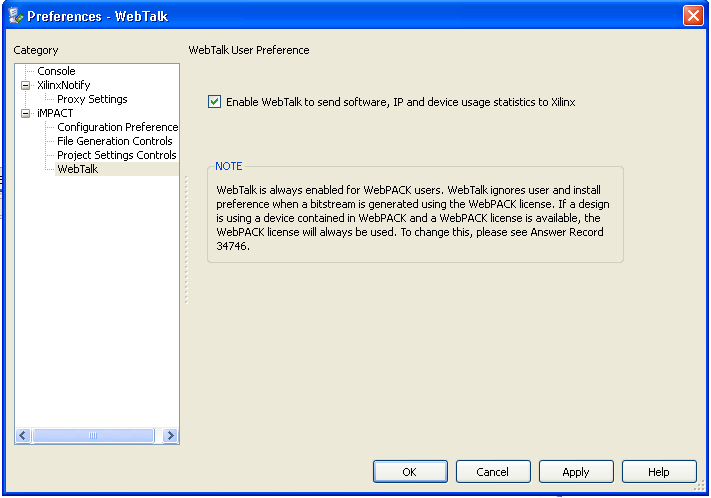 Preferences - WebTalk
Category
Console
XilinxNotify
Proxy Settings
iMPACT
Configuration Preference
File Generation Controls
Project Settings Controls
WebTalk
WebTalk User Preference
Enable WebTalk to send software, IP and device usage statistics to Xilinx
NOTE
WebTalk is always enabled for WebPACK users. WebTalk ignores user and install
preference when a bitstream is generated using the WebPACK license. If a design
is using a device contained in WebPACK and a WebPACK license is available, the
WebPACK license will always be used. To change this, please see Answer Record
34746.
OK
Cancel
Apply
Help